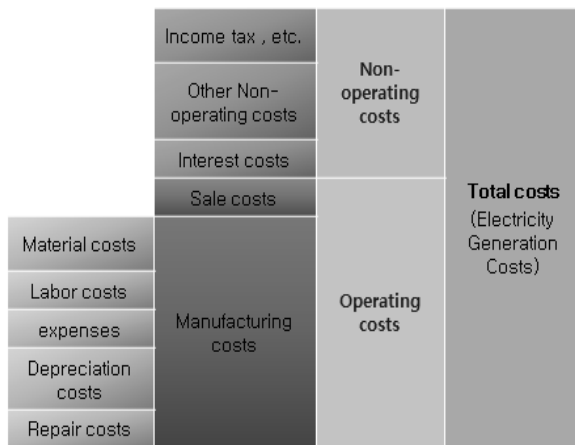 Income tax , etc.
Other Non-
operating costs
Interest costs
Sale costs
Material costs
Labor costs
expenses
Depreciation
costs
Repair costs
Manufacturing
costs
Non-
operating
costs
Operating
costs
Total costs
(Electricity
Generation
Costs)